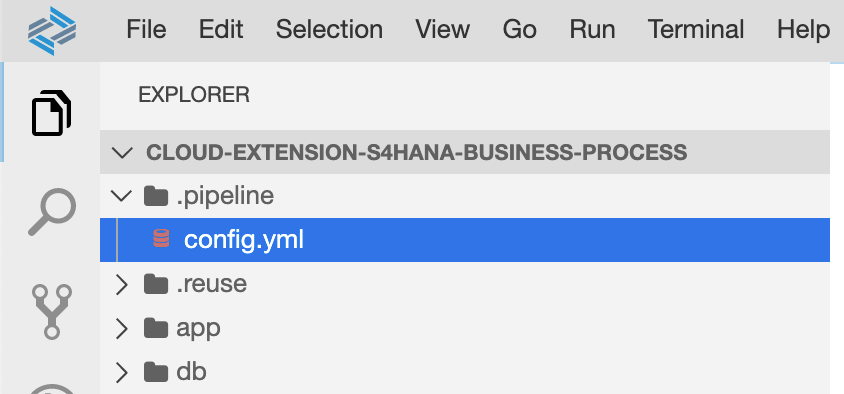 File Edit Selection View Go Run Terminal Help
EXPLORER
CLOUD-EXTENSION-S4HANA-BUSINESS-PROCESS
.pipeline
config.yml
.reuse
app
db